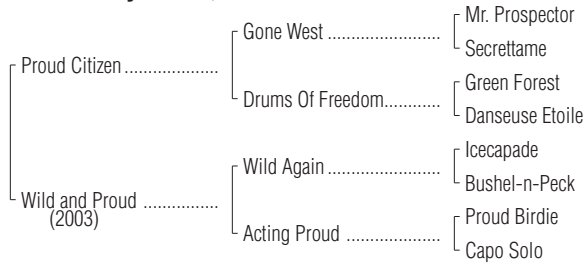 Mr. Prospector
Gone West .......................
Secrettame
Proud Citizen ....................
Green Forest
Drums Of Freedom............
Danseuse Etoile
Icecapade
Wild Again .......................
Bushel-n-Peck
Wild and Proud ................
(2003)
Proud Birdie
Acting Proud ....................
Capo Solo